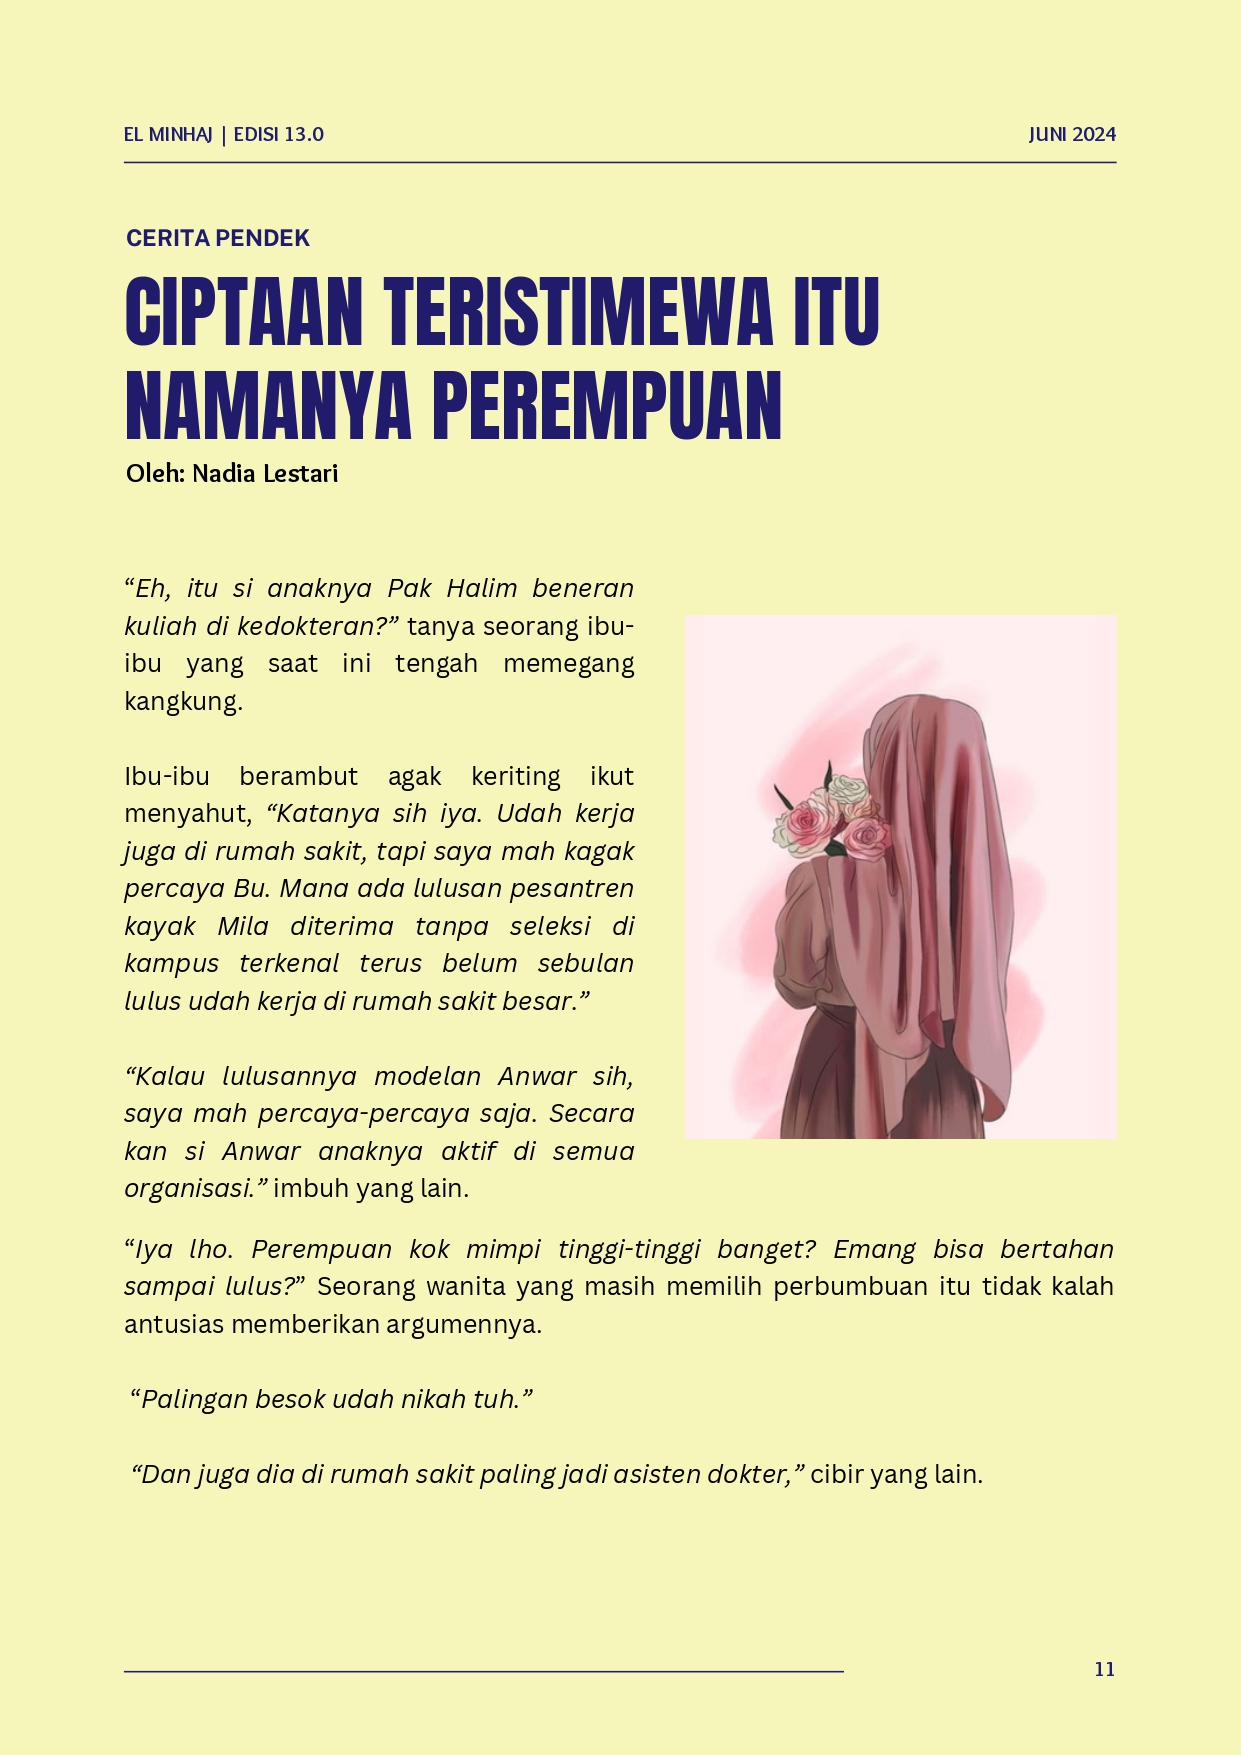 EL MINHAJ | EDISI 13.0
JUNI 2024
CERITA PENDEK
CIPTAAN TERISTIMEWA ITU
NAMANYA PEREMPUAN
Oleh: Nadia Lestari
“Eh, itu si anaknya Pak Halim beneran
kuliah di kedokteran?” tanya seorang ibu-
ibu yang saat ini tengah memegang
kangkung.
Ibu-ibu berambut agak keriting ikut
menyahut, “Katanya sih iya. Udah kerja
juga di rumah sakit, tapi saya mah kagak
percaya Bu. Mana ada lulusan pesantren
kayak Mila diterima tanpa seleksi di
kampus terkenal terus belum sebulan
lulus udah kerja di rumah sakit besar.”
“Kalau lulusannya modelan Anwar sih,
saya mah percaya-percaya saja. Secara
kan si Anwar anaknya aktif di semua
organisasi.” imbuh yang lain.
“Iya lho. Perempuan kok mimpi tinggi-tinggi banget? Emang bisa bertahan
sampai lulus?” Seorang wanita yang masih memilih perbumbuan itu tidak kalah
antusias memberikan argumennya.
“Palingan besok udah nikah tuh.”
“Dan juga dia di rumah sakit paling jadi asisten dokter,” cibir yang lain.
11